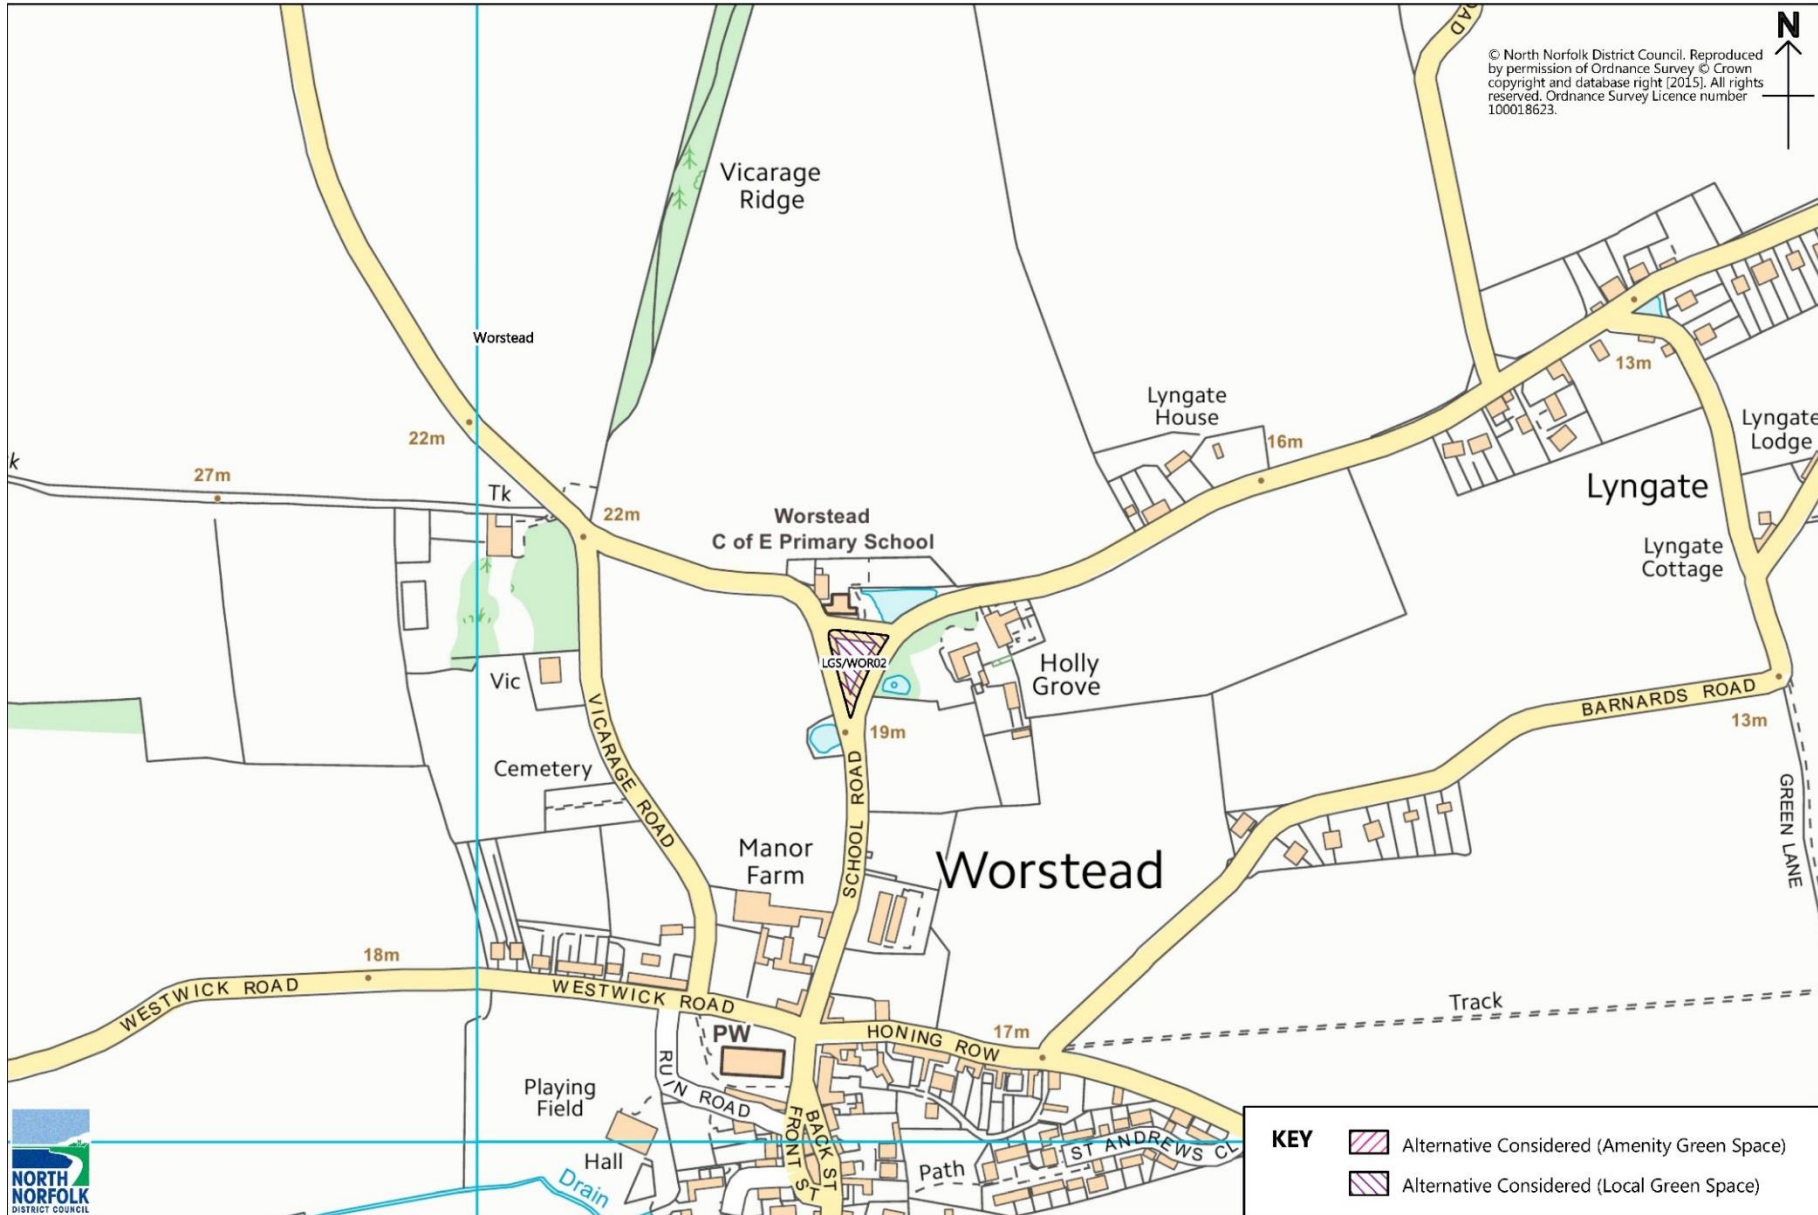 OAD
N
© North Norfolk District Council. Reproduced
by permission of Ordnance Survey © Crown
copyright and database right [2015]. All rights
reserved. Ordnance Survey Licence number
100018623.
Vicarage
Ridge
Worstead
22m
k
27m
Tk
22m
Worstead
C of E Primary School
Lyngate
House
16m
13m
Lyngate
Lodge
Lyngate
Lyngate
Cottage
LGS/WOR02
Holly
Grove
Vic
19m
VICARAGE ROAD
BARNARDS ROAD
13m
Cemetery
GREEN LANE
Manor
Farm
SCHOOL ROAD
Worstead
18m
WESTWICK ROAD
WESTWICK ROAD
Track
PW
HONING ROW
17m
RUIN ROAD
Playing
Field
FRONT ST
BACK ST
Hall
Drain
Path
ST ANDREWS CL
KEY
Alternative Considered (Amenity Green Space)
Alternative Considered (Local Green Space)
NORTH
NORFOLK
DISTRICT COUNCIL